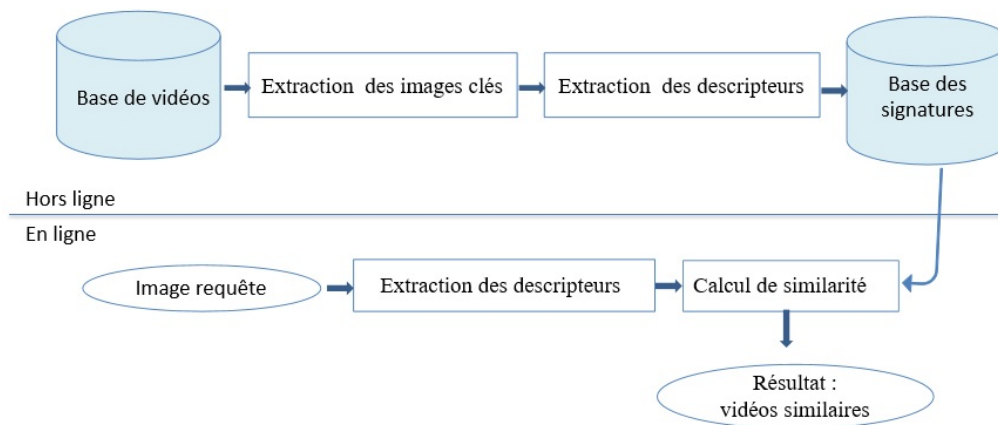 Base de vidéos
Extraction des images clés
Extraction des descripteurs
Base des
signatures
Hors ligne
En ligne
Image requête
Extraction des descripteurs
Calcul de similarité
Résultat :
vidéos similaires